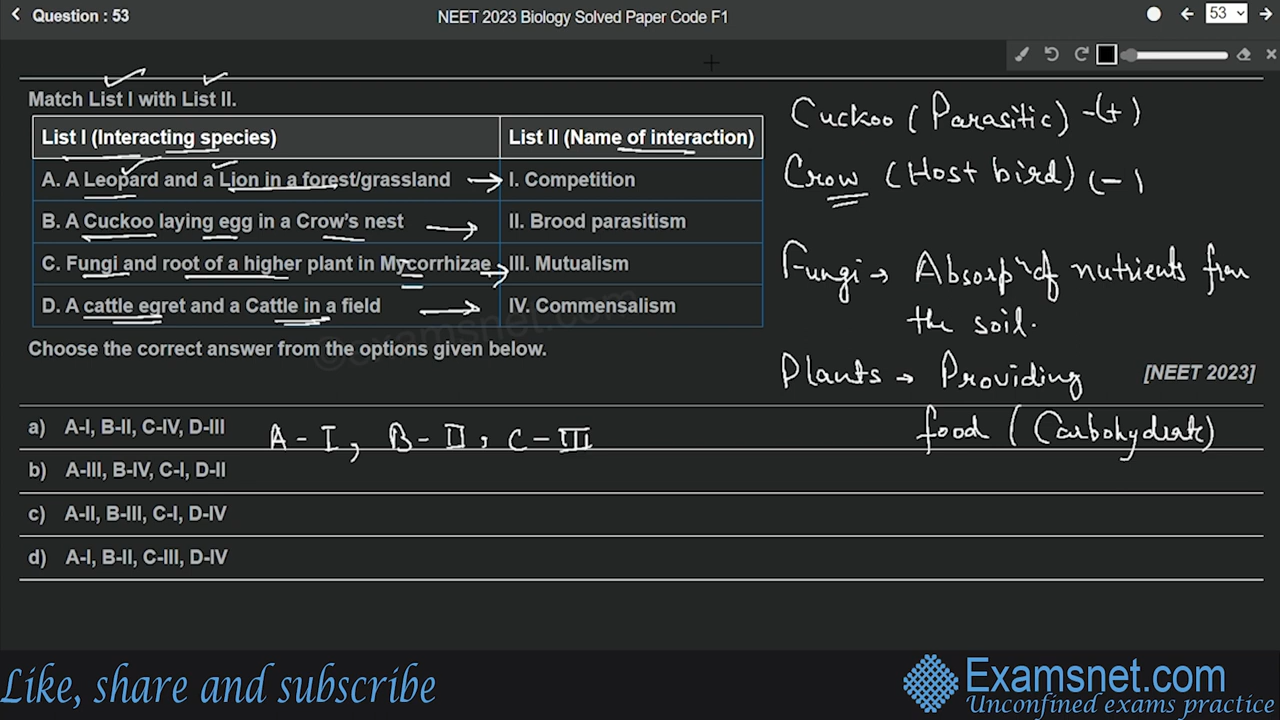 Question : 53
NEET 2023 Biology Solved Paper Code F1
53
Match List I with List II.
List I (Interacting species) List II (Name of interaction)
A. A Leopard and a Lion in a forest/grassland I. Competition
B. A Cuckoo laying egg in a Crow's nest II. Brood parasitism
C. Fungi and root of a higher plant in Mycorrhizae III. Mutualism
D. A cattle egret and a Cattle in a field IV. Commensalism
©examsnet.com
Choose the correct answer from the options given below.
[NEET 2023]
Cuckoo (Parasitic) - (+)
Crow (Host bird) (-)
Fungi → Absorpn of nutrients from
the soil.
Plants → Providing
food (Carbohydrate)
a) A-I, B-II, C-IV, D-III
A - I, B - II, C - III
b) A-III, B-IV, C-I, D-II
c) A-II, B-III, C-I, D-IV
d) A-I, B-II, C-III, D-IV
Like, share and subscribe
Examsnet.com
Unconfined exams practice